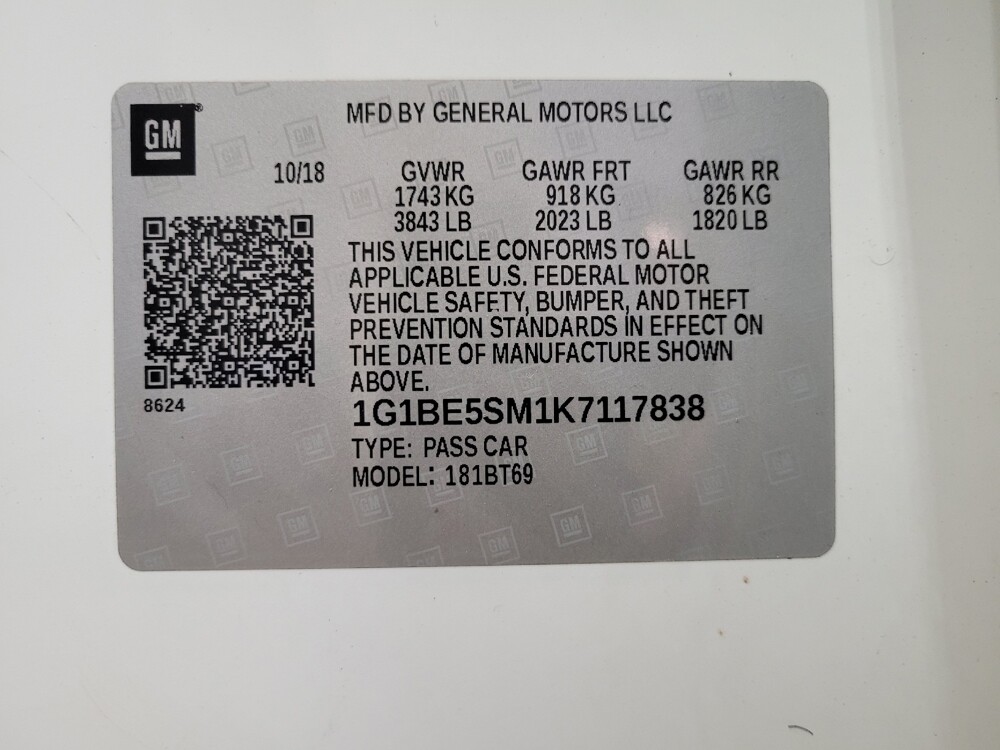 GM
MFD BY GENERAL MOTORS LLC
10/18 GVWR GAWR FRT GAWR RR
1743 KG 918 KG 826 KG
3843 LB 2023 LB 1820 LB
THIS VEHICLE CONFORMS TO ALL
APPLICABLE U.S. FEDERAL MOTOR
VEHICLE SAFETY, BUMPER, AND THEFT
PREVENTION STANDARDS IN EFFECT ON
THE DATE OF MANUFACTURE SHOWN
ABOVE.
8624
1G1BE5SM1K7117838
TYPE: PASS CAR
MODEL: 181BT69